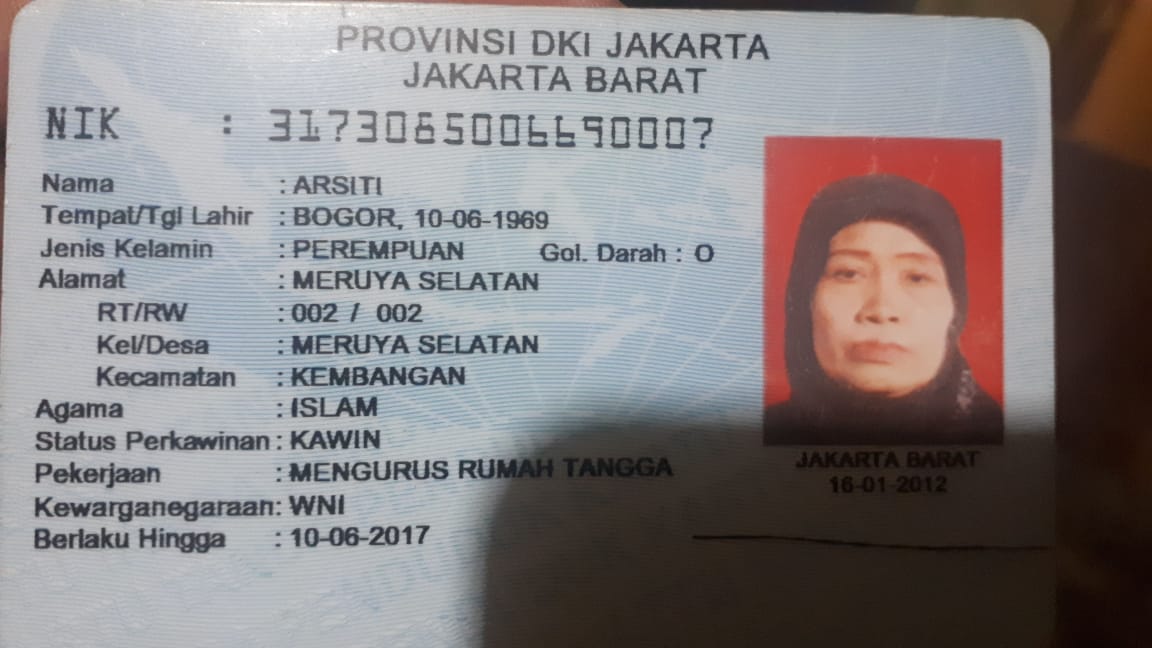 PROVINSI DKI JAKARTA
JAKARTA BARAT
NIK : 3173065006690007
Nama : ARSITI
Tempat/Tgl Lahir : BOGOR, 10-06-1969
Jenis Kelamin : PEREMPUAN Gol. Darah : O
Alamat : MERUYA SELATAN
RT/RW : 002 / 002
Kel/Desa : MERUYA SELATAN
Kecamatan : KEMBANGAN
Agama : ISLAM
Status Perkawinan : KAWIN
Pekerjaan : MENGURUS RUMAH TANGGA
Kewarganegaraan: WNI
Berlaku Hingga : 10-06-2017
JAKARTA BARAT
16-01-2012